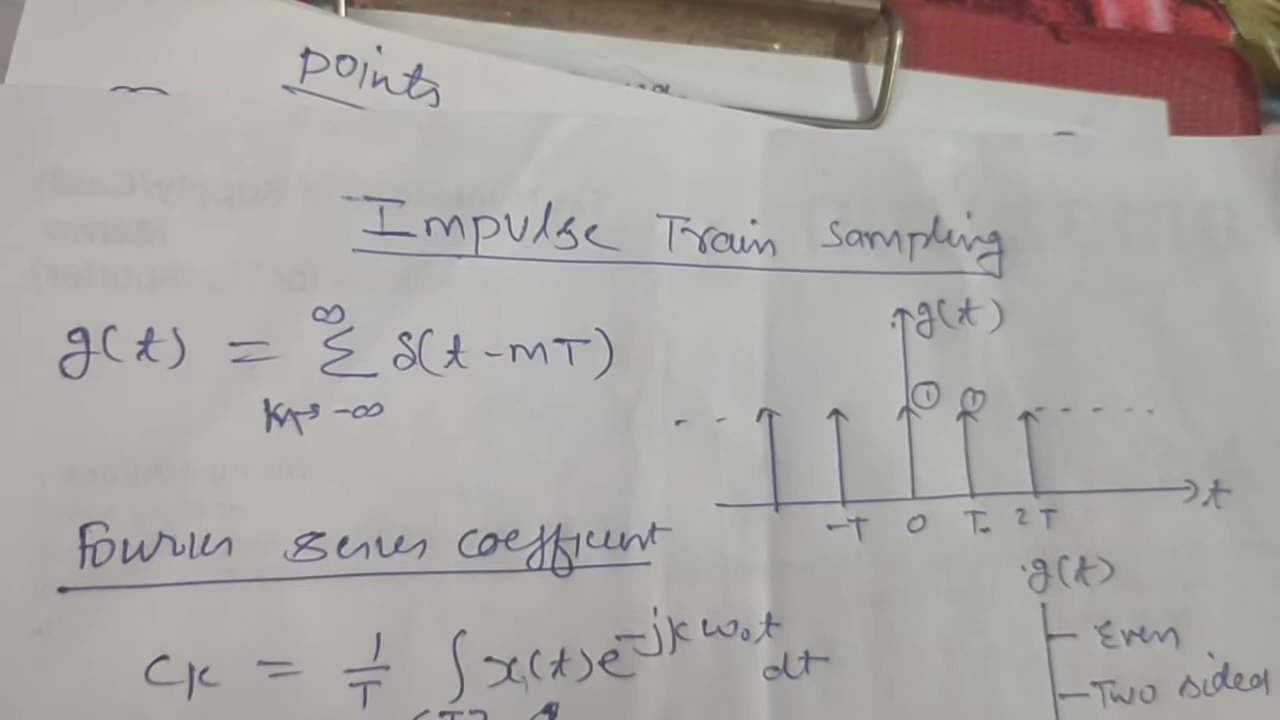 points
Impulse Train Sampling
g(t) = ∞ Σ δ(t - mT)
-∞
g(t)
① ①
-T 0 T. 2T t
Fourier series coefficient
g(t)
Even
Two sided
Ck = 1/T ∫ x(t)e^-jkω₀t dt